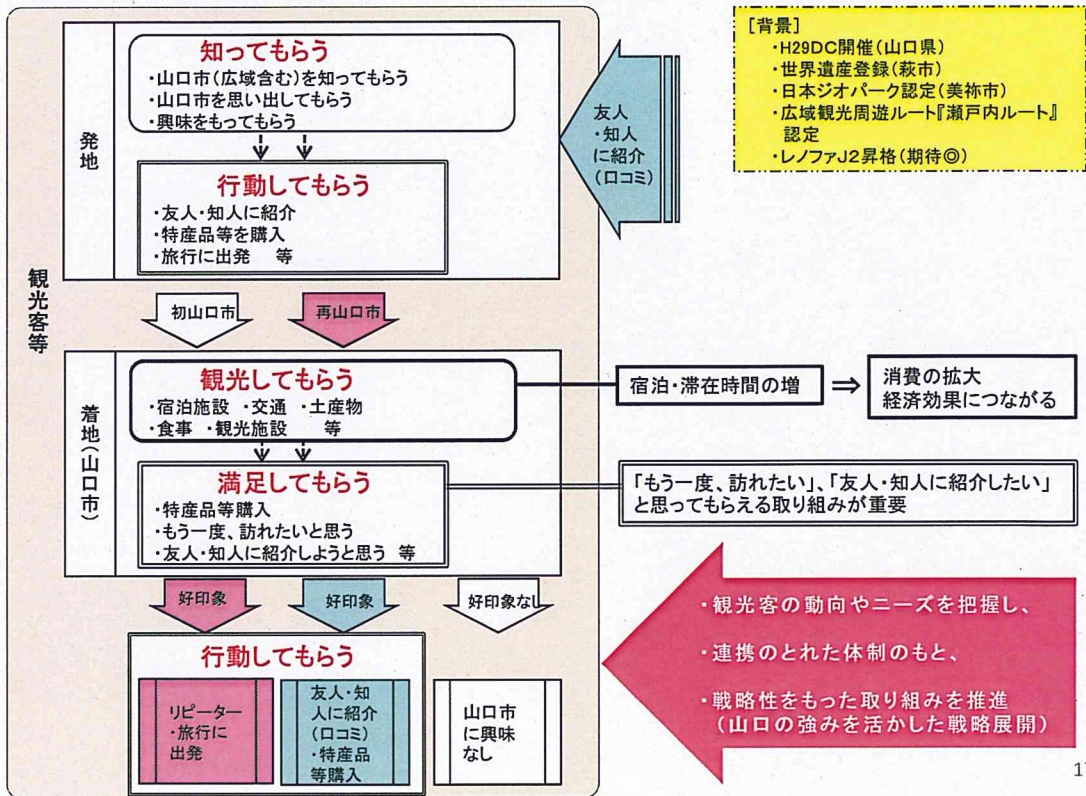 [背景]
・H29DC開催(山口県)
・世界遺産登録(萩市)
・日本ジオパーク認定(美祢市)
・広域観光周遊ルート『瀬戸内ルート』
認定
・レノファJ2昇格(期待◎)
観光客等
発地
知ってもらう
・山口市(広域含む)を知ってもらう
・山口市を思い出してもらう
・興味をもってもらう
行動してもらう
・友人・知人に紹介
・特産品等を購入
・旅行に出発 等
友人
・知人
に紹介
(口コミ)
初山口市
再山口市
着地(山口市)
観光してもらう
・宿泊施設 ・交通 ・土産物
・食事 ・観光施設 等
宿泊・滞在時間の増
⇒
消費の拡大
経済効果につながる
満足してもらう
・特産品等購入
・もう一度、訪れたいと思う
・友人・知人に紹介しようと思う 等
「もう一度、訪れたい」、「友人・知人に紹介したい」
と思ってもらえる取り組みが重要
好印象
好印象
好印象なし
行動してもらう
リピーター
・旅行に
出発
友人・知
人に紹介
(口コミ)
・特産品
等購入
山口市
に興味
なし
・観光客の動向やニーズを把握し、
・連携のとれた体制のもと、
・戦略性をもった取り組みを推進
(山口の強みを活かした戦略展開)